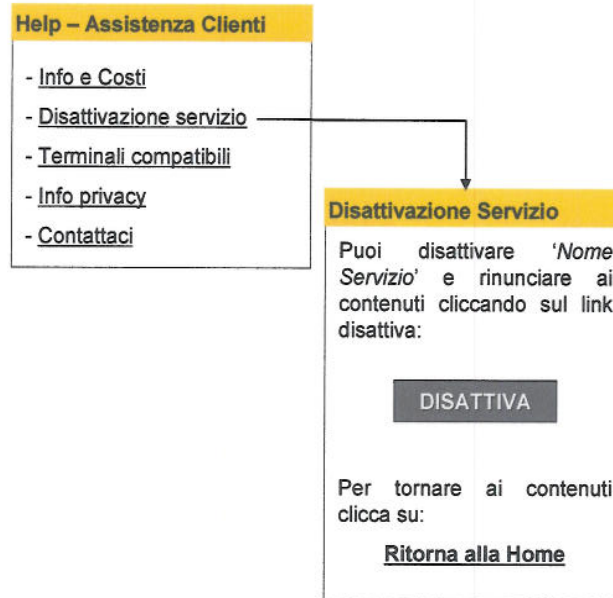 Help – Assistenza Clienti
- Info e Costi
- Disattivazione servizio
- Terminali compatibili
- Info privacy
- Contattaci
Disattivazione Servizio
Puoi disattivare ‘Nome
Servizio’ e rinunciare ai
contenuti cliccando sul link
disattiva:
DISATTIVA
Per tornare ai contenuti
clicca su:
Ritorna alla Home